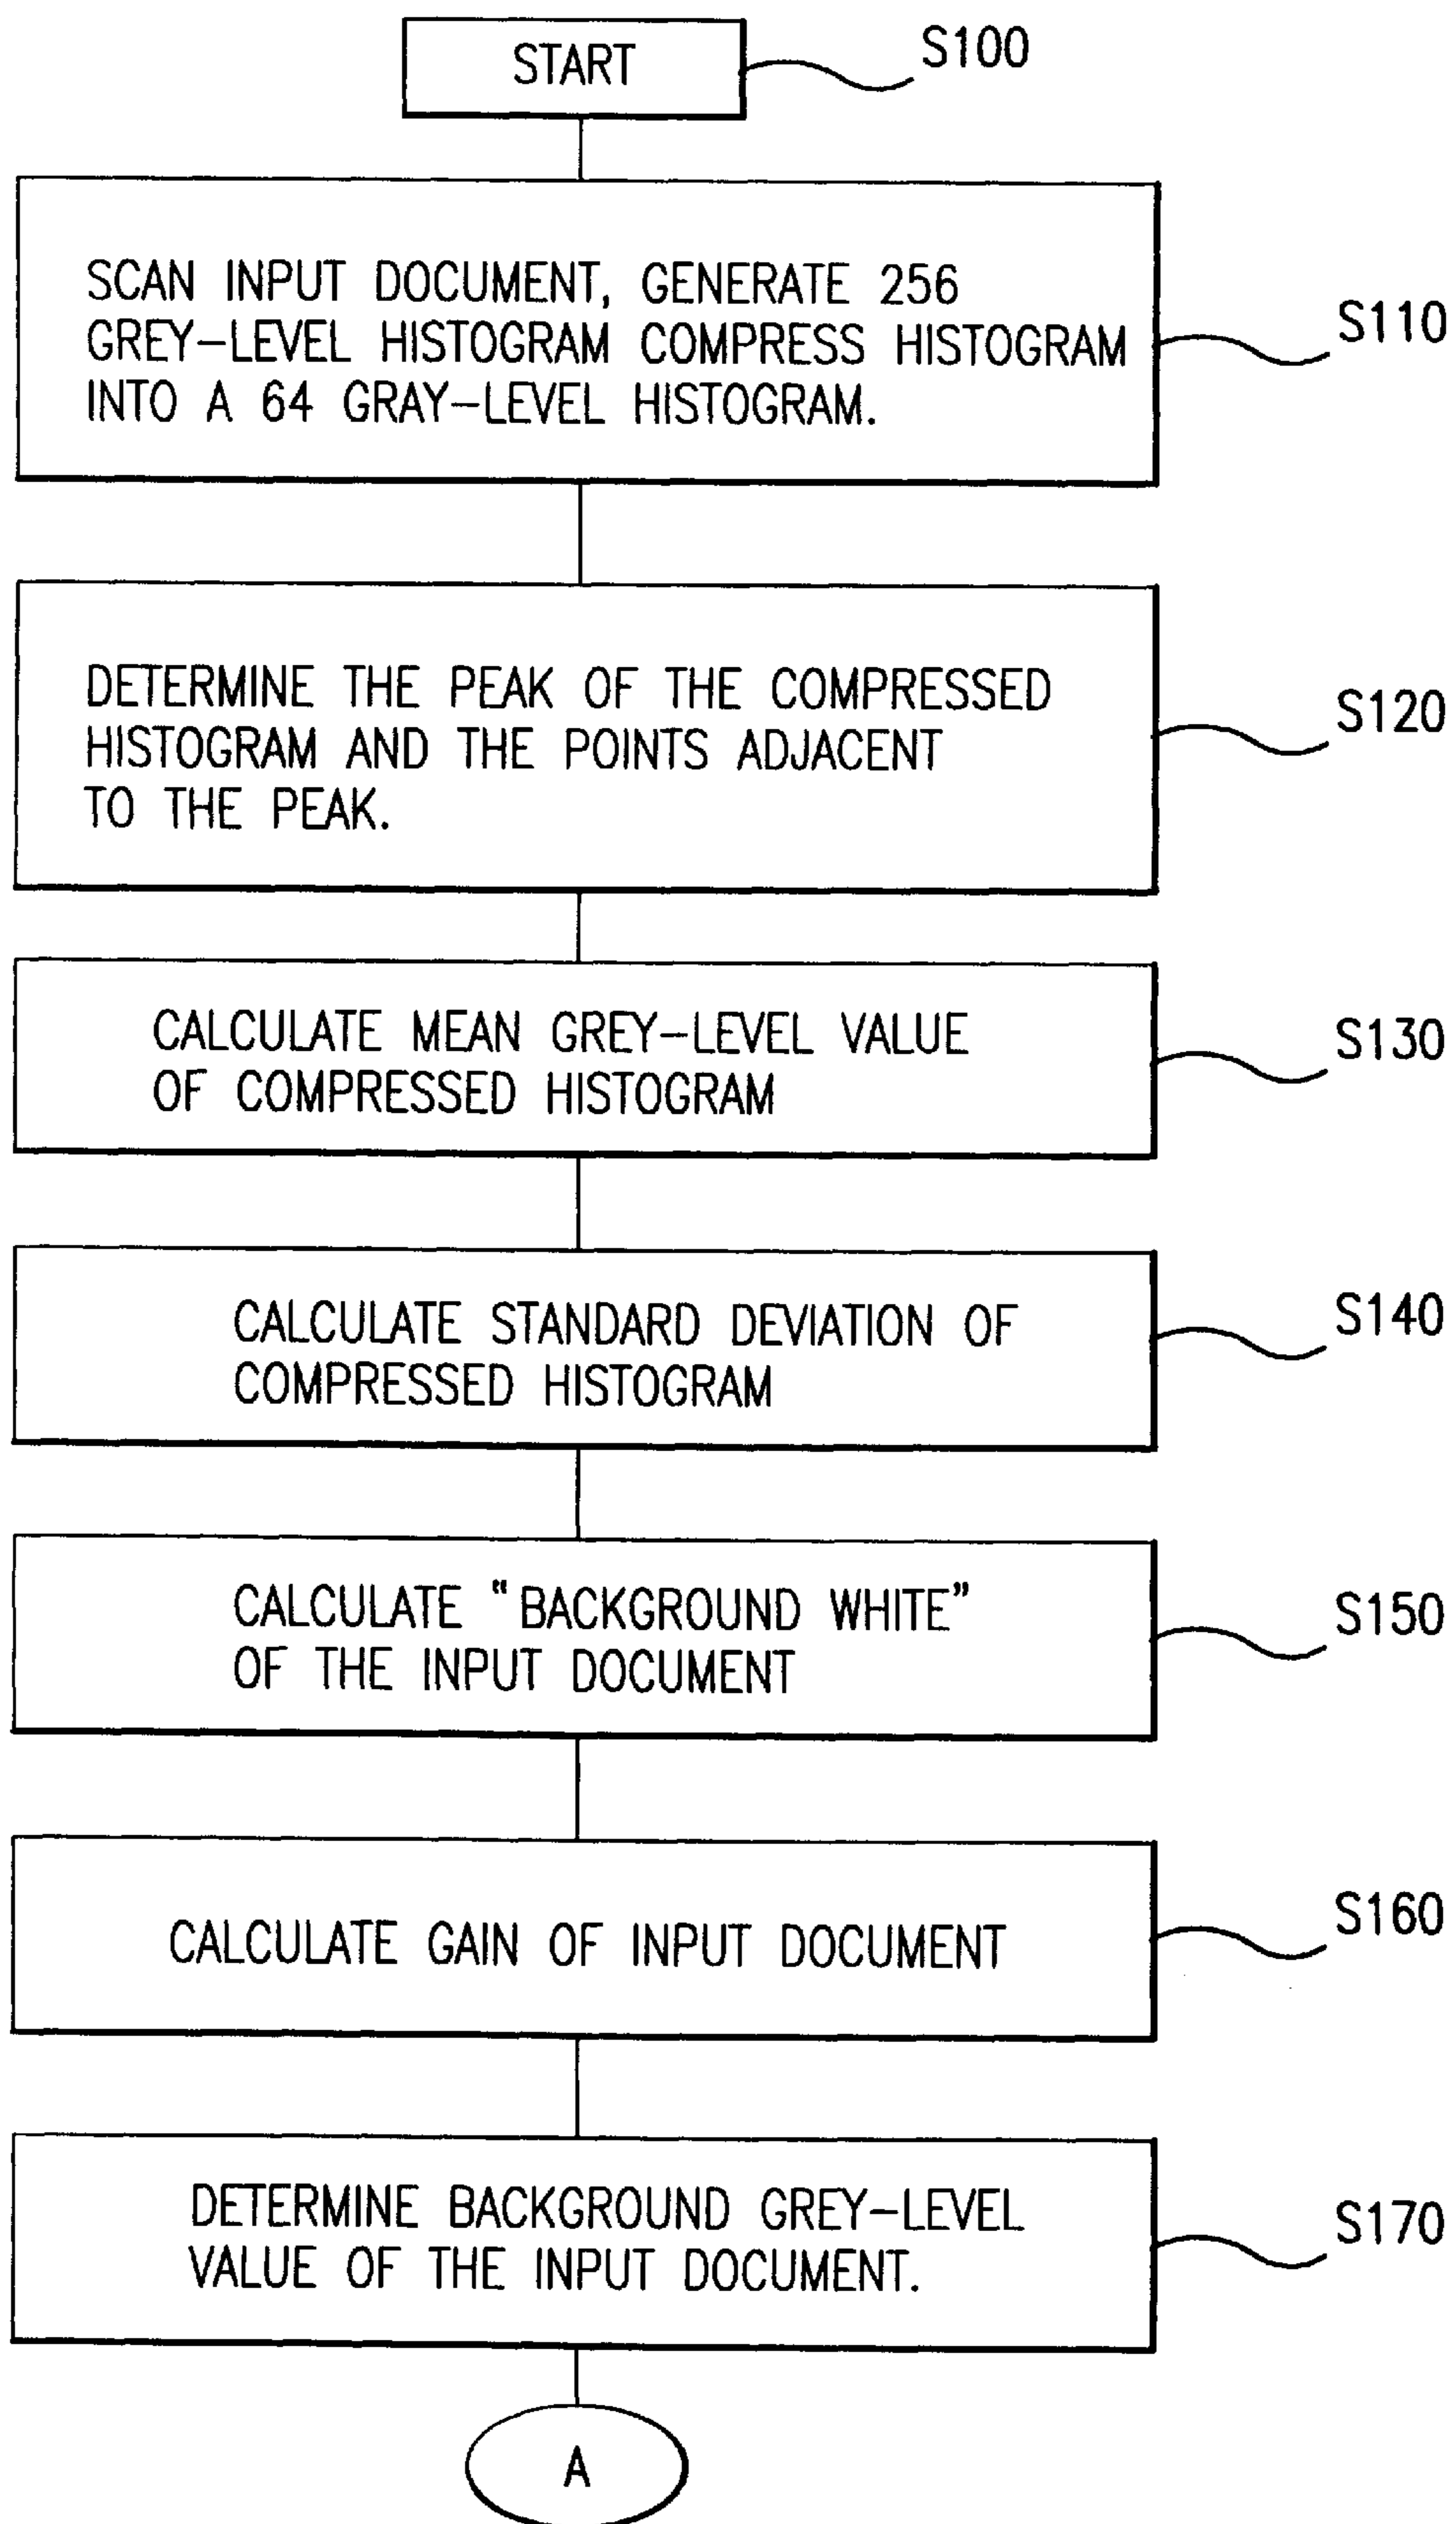 START
S100
SCAN INPUT DOCUMENT, GENERATE 256
GREY-LEVEL HISTOGRAM COMPRESS HISTOGRAM
INTO A 64 GRAY-LEVEL HISTOGRAM.
S110
DETERMINE THE PEAK OF THE COMPRESSED
HISTOGRAM AND THE POINTS ADJACENT
TO THE PEAK.
S120
CALCULATE MEAN GREY-LEVEL VALUE
OF COMPRESSED HISTOGRAM
S130
CALCULATE STANDARD DEVIATION OF
COMPRESSED HISTOGRAM
S140
CALCULATE “BACKGROUND WHITE”
OF THE INPUT DOCUMENT
S150
CALCULATE GAIN OF INPUT DOCUMENT
S160
DETERMINE BACKGROUND GREY-LEVEL
VALUE OF THE INPUT DOCUMENT.
S170
A